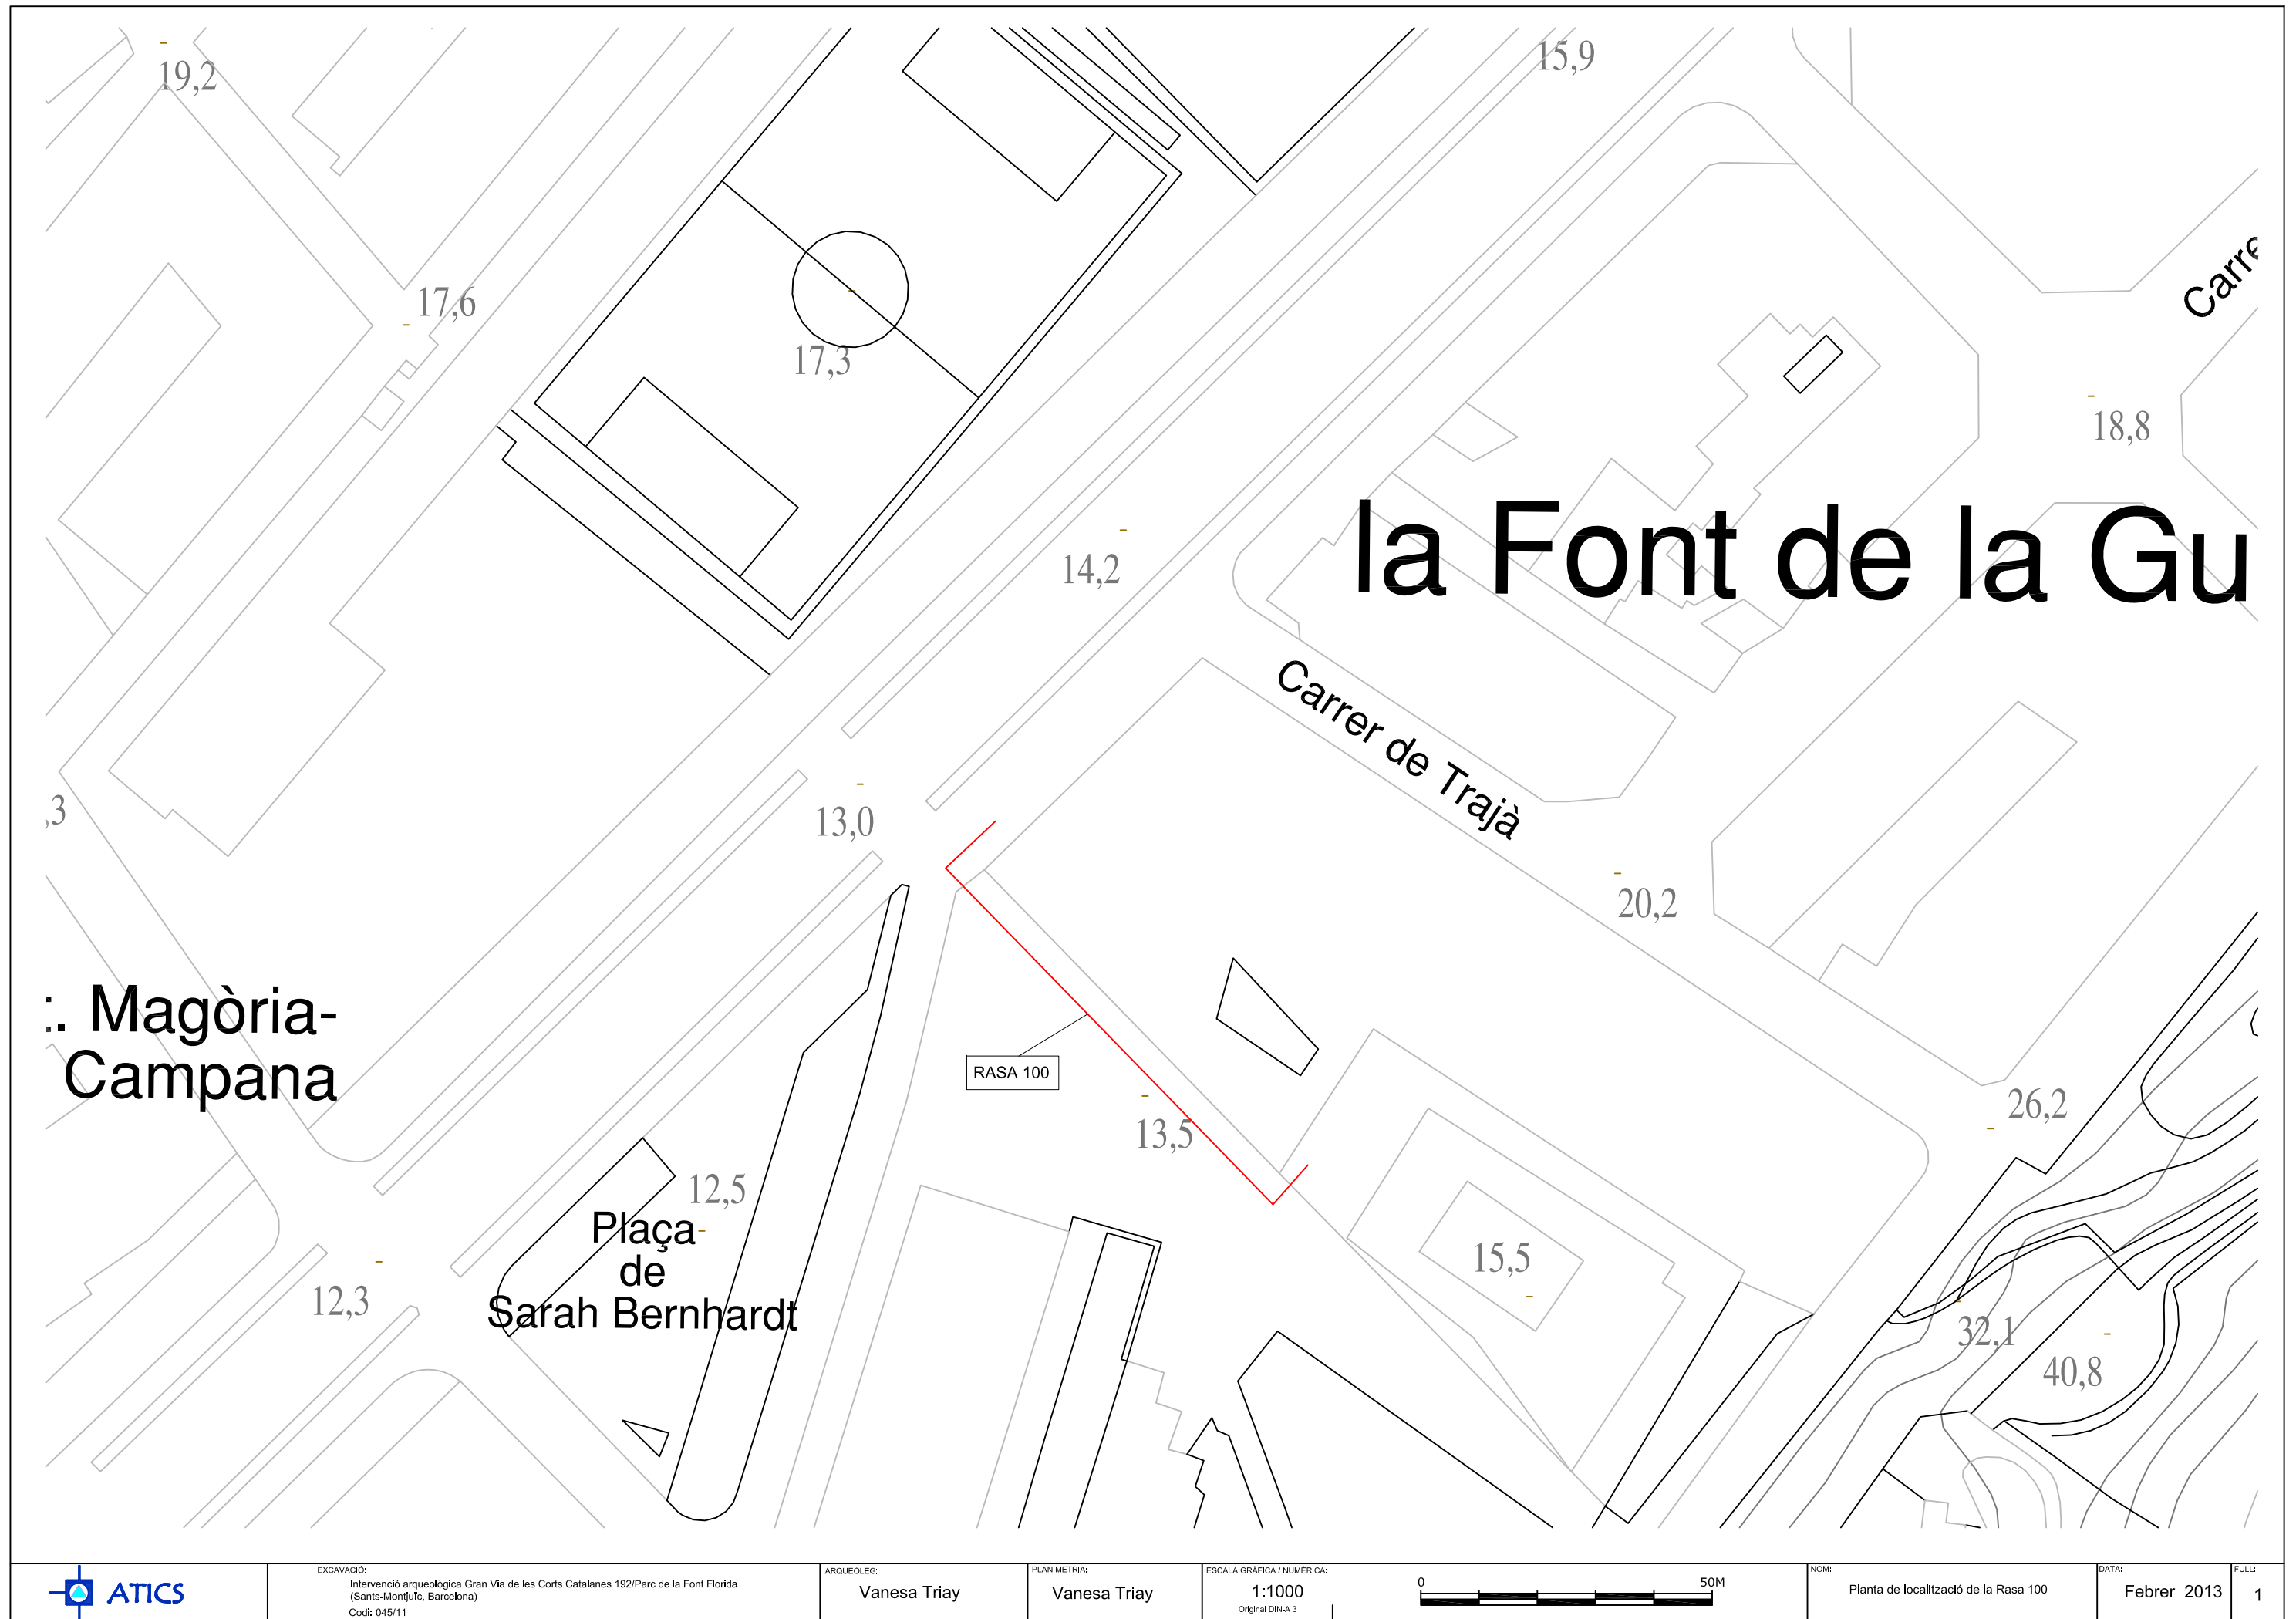 19,2
15,9
Carre
17,6
17,3
18,8
14,2
la Font de la Gu
Carrer de Trajà
,3
13,0
20,2
. Magòria-
Campana
RASA 100
13,5
26,2
12,5
Plaça
de
Sarah Bernhardt
15,5
12,3
32,1
40,8
ATICS
EXCAVACIÓ:
Intervenció arqueològica Gran Via de les Corts Catalanes 192/Parc de la Font Florida
(Sants-Montjuïc, Barcelona)
Codi: 045/11
ARQUEÒLEG:
Vanesa Triay
PLANIMETRIA:
Vanesa Triay
ESCALA GRÀFICA / NUMÈRICA:
1:1000
Original DIN-A 3
0 50M
NOM:
Planta de localització de la Rasa 100
DATA:
Febrer 2013
FULL:
1